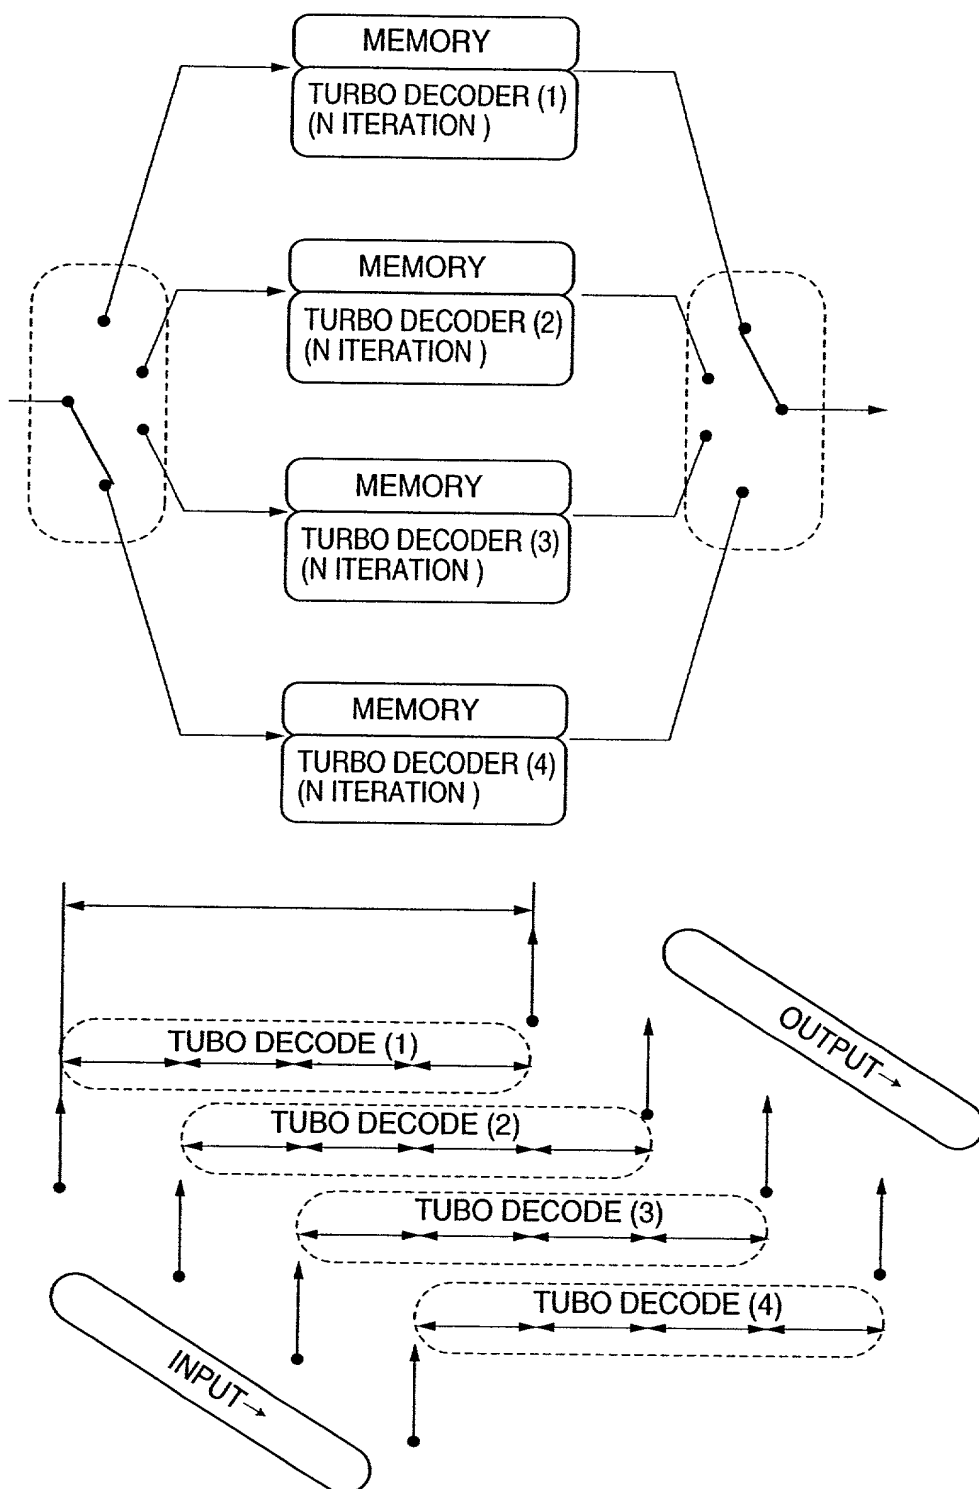 MEMORY
TURBO DECODER (1)
(N ITERATION )
MEMORY
TURBO DECODER (2)
(N ITERATION )
MEMORY
TURBO DECODER (3)
(N ITERATION )
MEMORY
TURBO DECODER (4)
(N ITERATION )
TUBO DECODE (1)
OUTPUT→
TUBO DECODE (2)
TUBO DECODE (3)
TUBO DECODE (4)
INPUT→